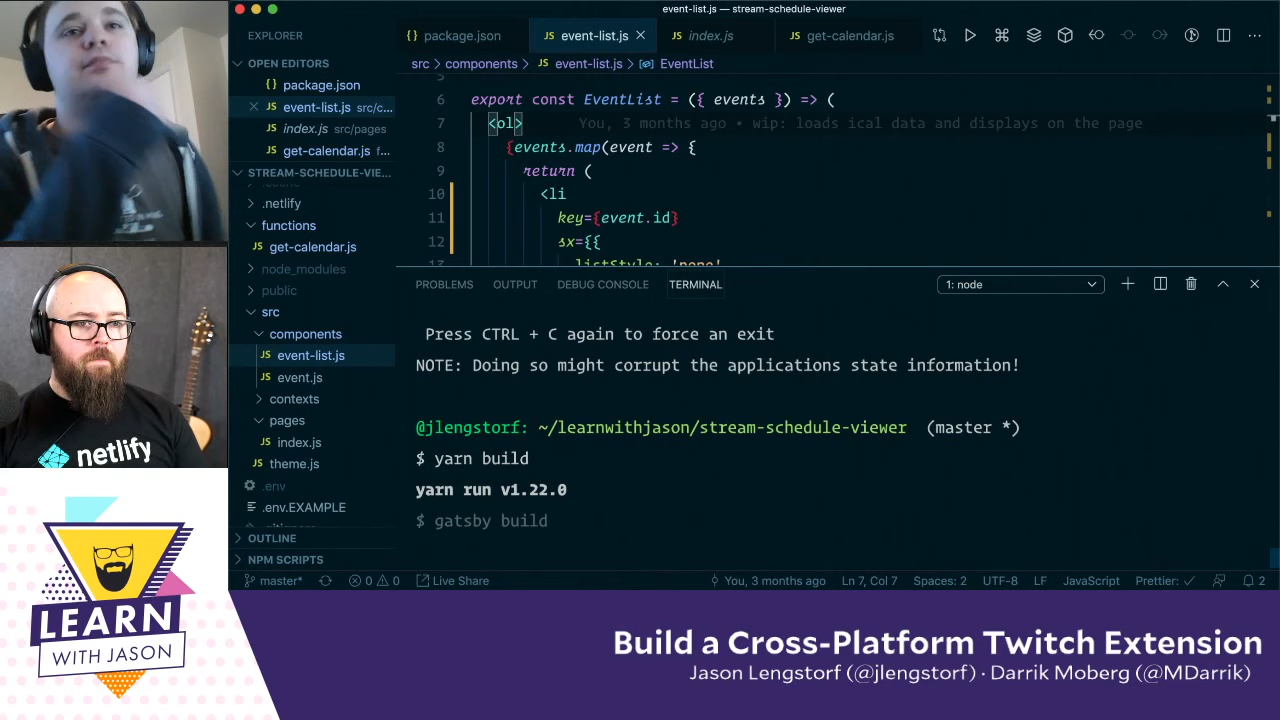 event-list.js — stream-schedule-viewer
EXPLORER
package.json
event-list.js
index.js
get-calendar.js
OPEN EDITORS
package.json
event-list.js src/c...
index.js src/pages
get-calendar.js f...
STREAM-SCHEDULE-VIE...
.netlify
functions
get-calendar.js
node_modules
public
src
components
event-list.js
event.js
contexts
pages
index.js
theme.js
.env
.env.EXAMPLE
OUTLINE
NPM SCRIPTS
src > components > JS event-list.js > EventList
6 export const EventList = ({ events }) => (
7 <ol> You, 3 months ago • wip: loads ical data and displays on the page
8 {events.map(event => {
9 return (
10 <li
11 key={event.id}
12 sx={{
13 listStyle: 'none'
PROBLEMS OUTPUT DEBUG CONSOLE TERMINAL 1: node
Press CTRL + C again to force an exit
NOTE: Doing so might corrupt the applications state information!
@jlengstorf: ~/learnwithjason/stream-schedule-viewer (master *)
$ yarn build
yarn run v1.22.0
$ gatsby build
master* 0 0 Live Share You, 3 months ago Ln 7, Col 7 Spaces: 2 UTF-8 LF JavaScript Prettier: ✓ 2
netlify
LEARN
WITH JASON
Build a Cross-Platform Twitch Extension
Jason Lengstorf (@jlengstorf) · Darrik Moberg (@MDarrik)